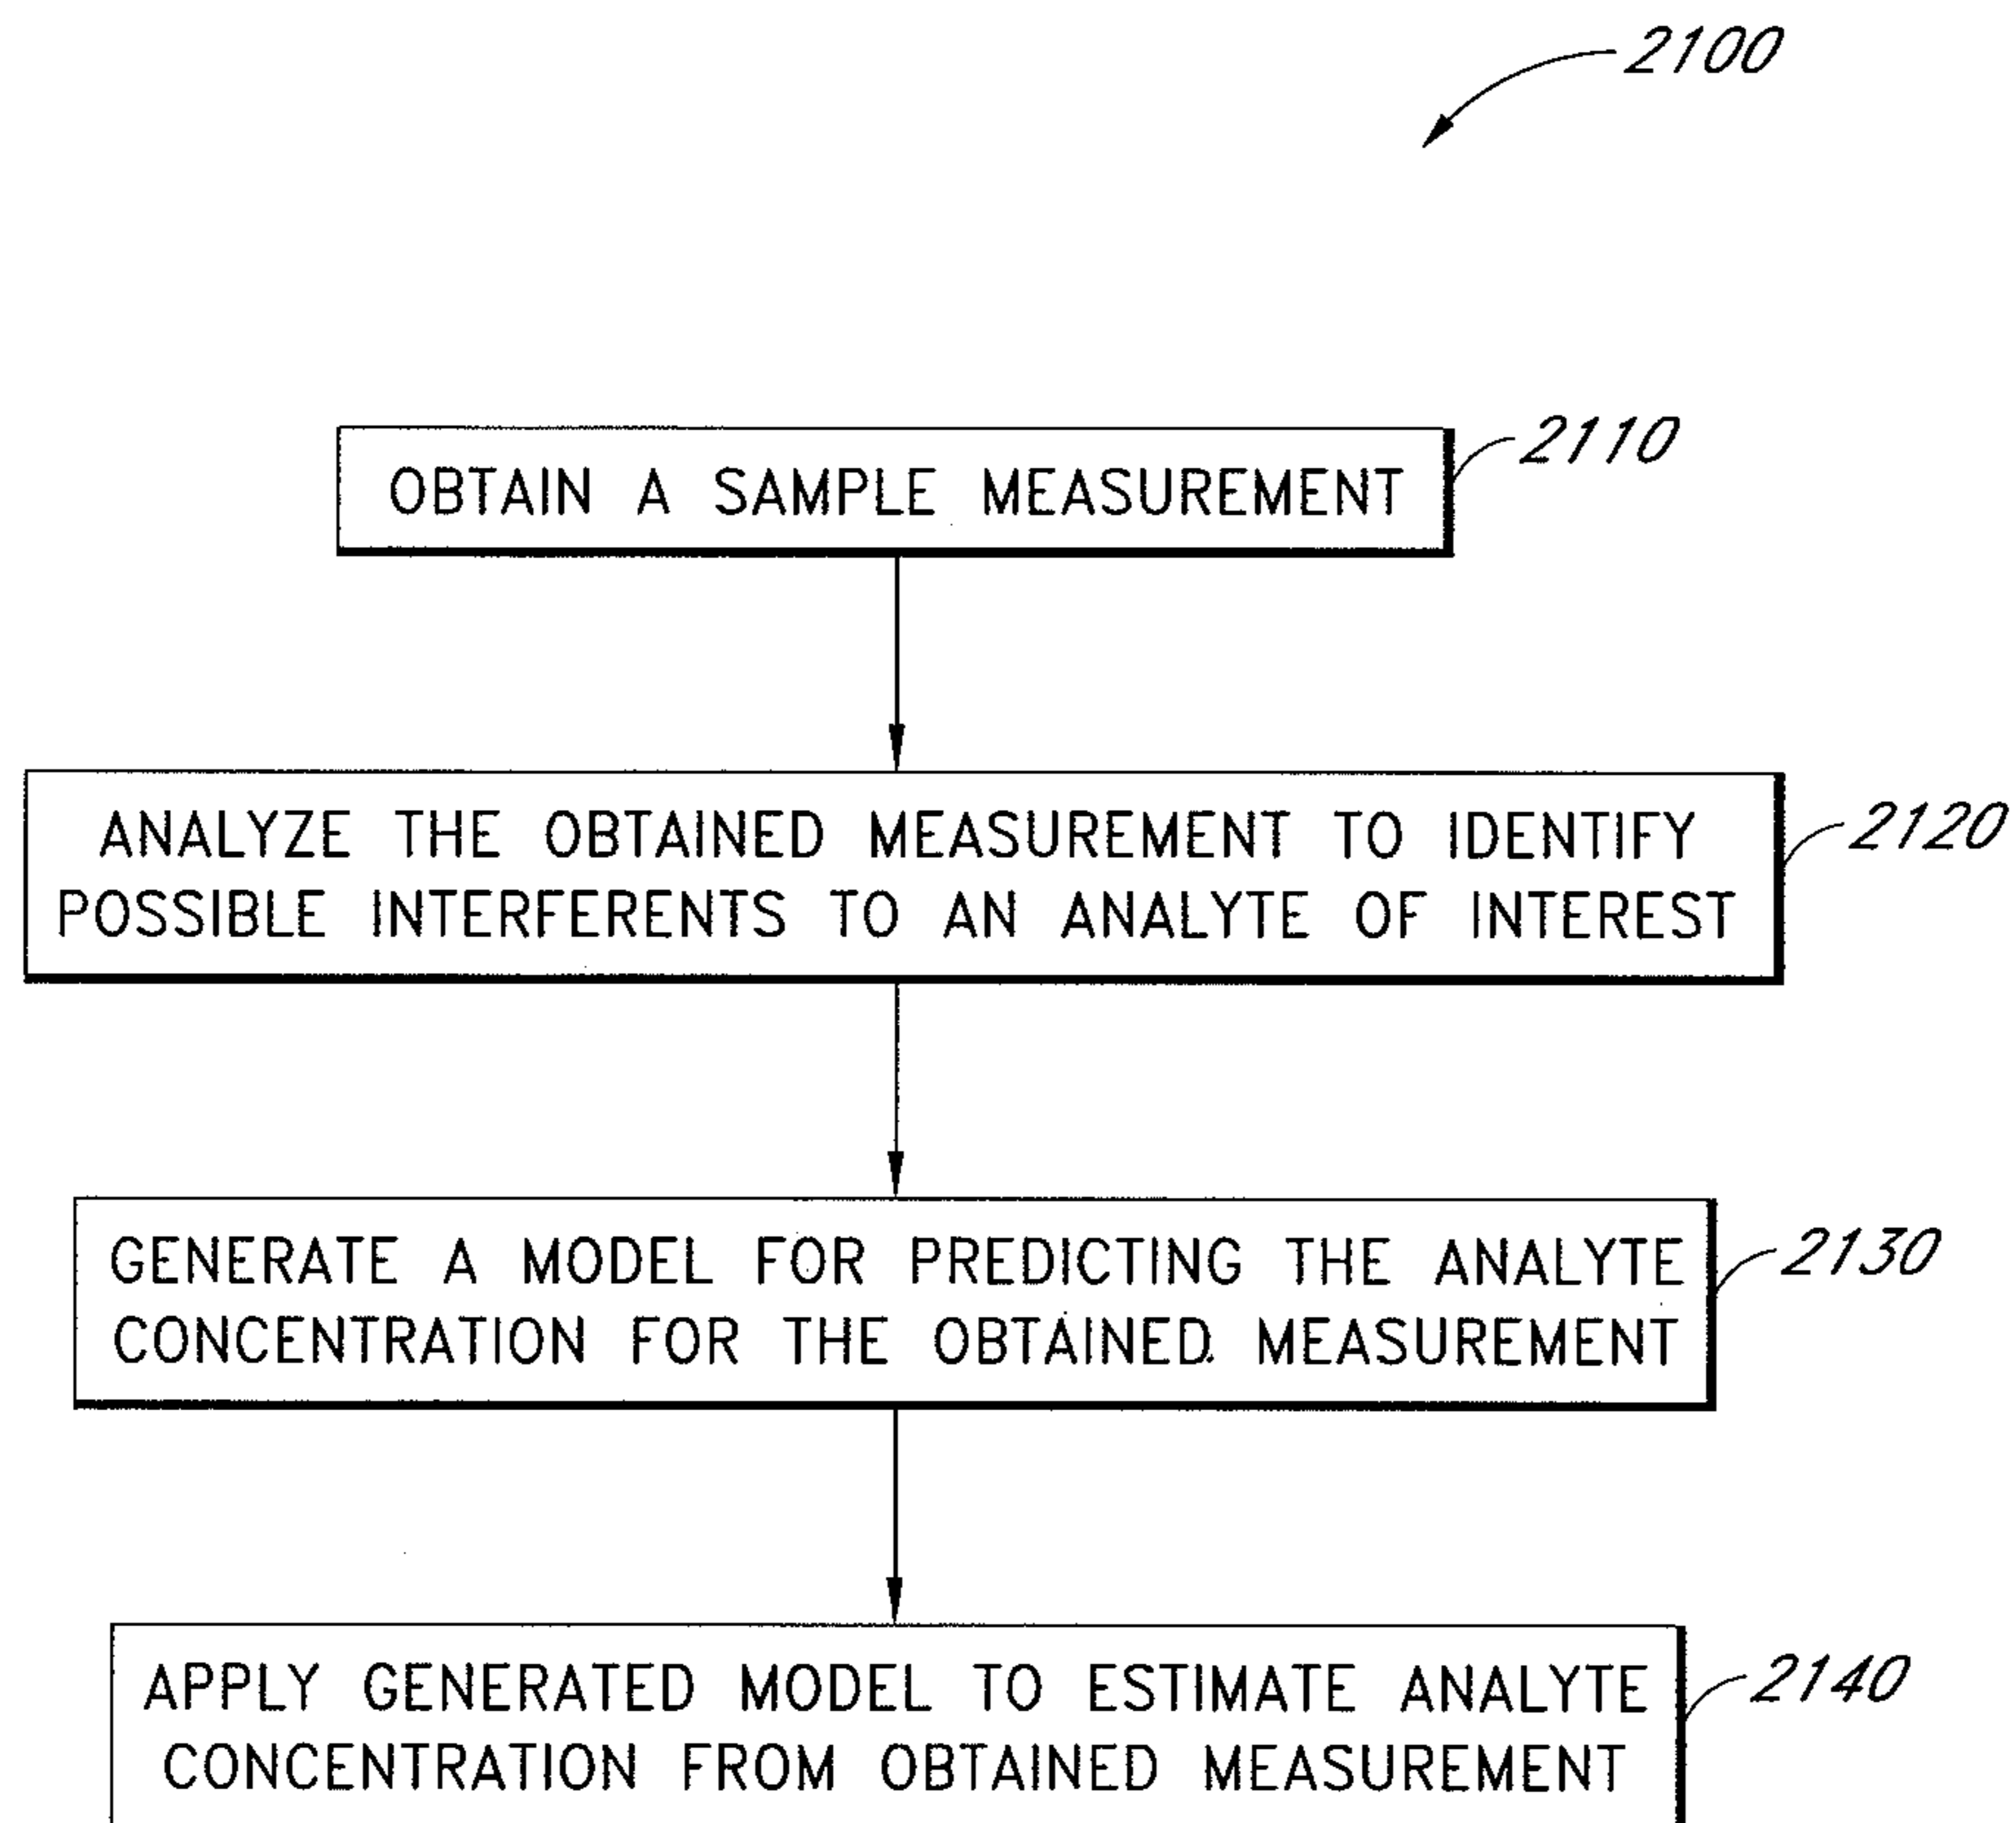 2100
OBTAIN A SAMPLE MEASUREMENT
2110
ANALYZE THE OBTAINED MEASUREMENT TO IDENTIFY
POSSIBLE INTERFERENTS TO AN ANALYTE OF INTEREST
2120
GENERATE A MODEL FOR PREDICTING THE ANALYTE
CONCENTRATION FOR THE OBTAINED MEASUREMENT
2130
APPLY GENERATED MODEL TO ESTIMATE ANALYTE
CONCENTRATION FROM OBTAINED MEASUREMENT
2140